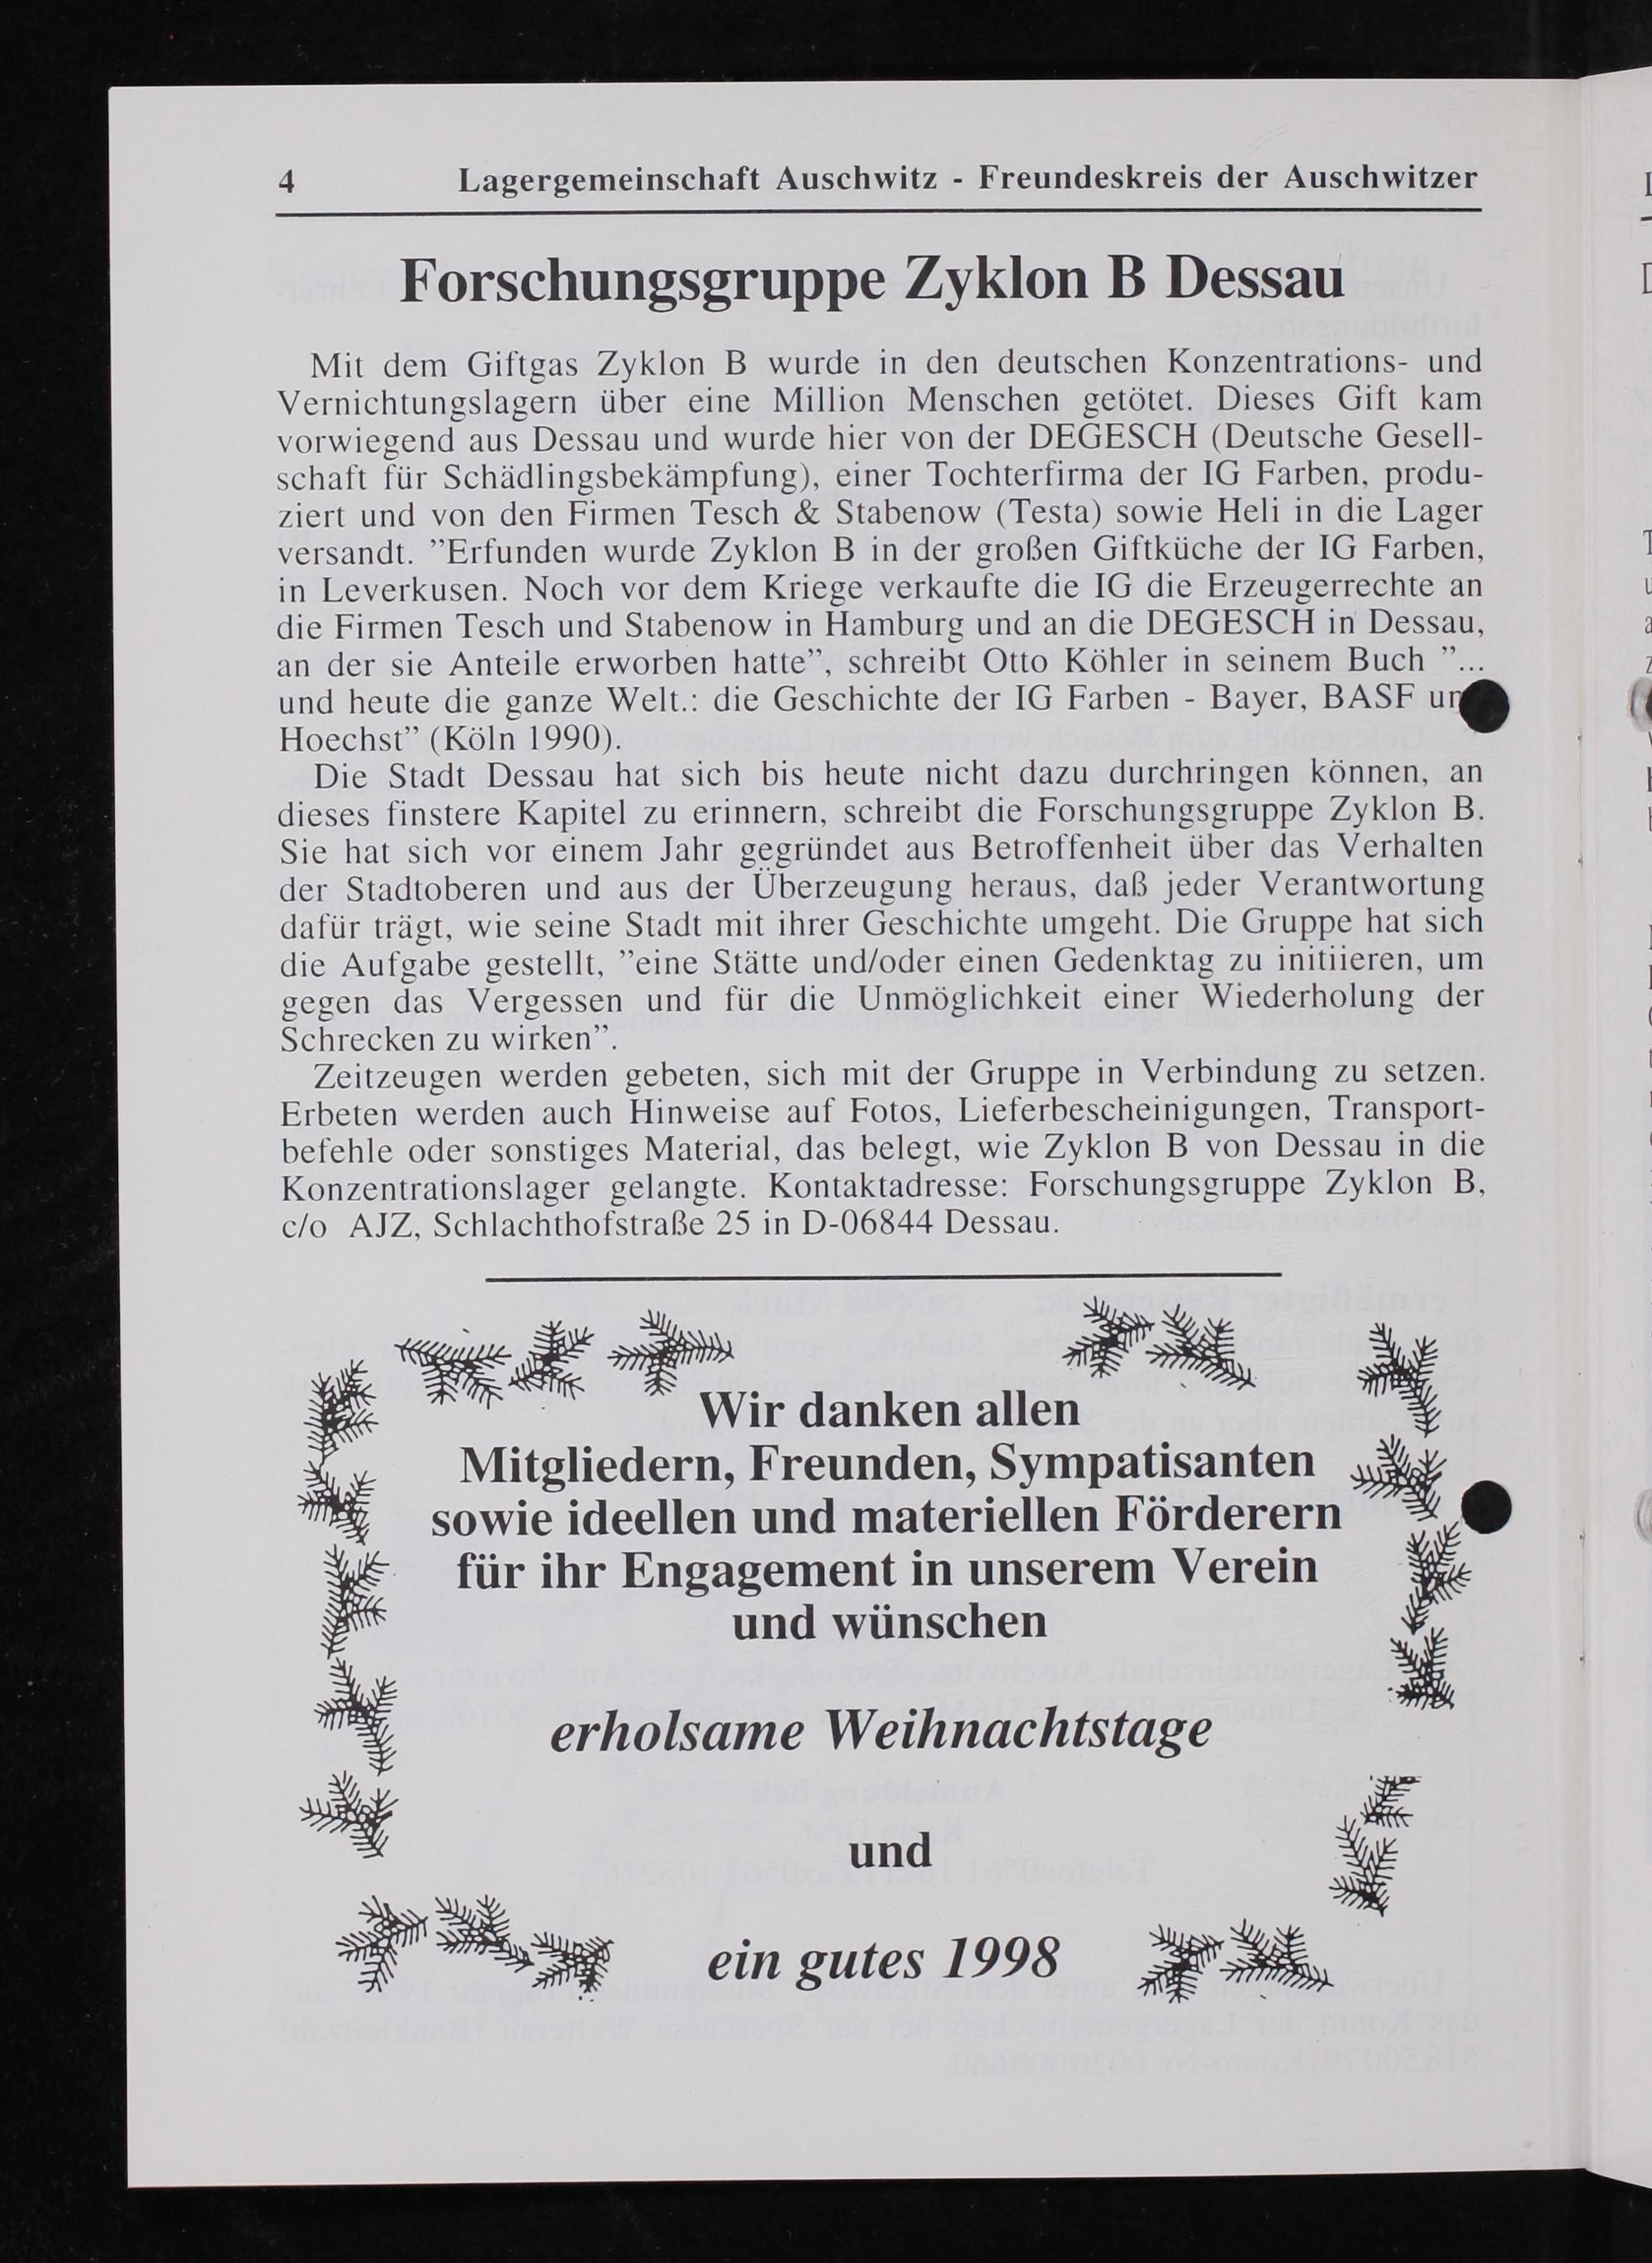 4 Lagergemeinschaft Auschwitz - Freundeskreis der Auschwitzer
Forschungsgruppe Zyklon B Dessau
Mit dem Giftgas Zyklon B wurde in den deutschen Konzentrations- und
Vernichtungslagern über eine Million Menschen getötet. Dieses Gift kam
vorwiegend aus Dessau und wurde hier von der DEGESCH (Deutsche Gesell-
schaft für Schädlingsbekämpfung), einer Tochterfirma der IG Farben, produ-
ziert und von den Firmen Tesch & Stabenow (Testa) sowie Heli in die Lager
versandt. ”Erfunden wurde Zyklon B in der großen Giftküche der IG Farben,
in Leverkusen. Noch vor dem Kriege verkaufte die IG die Erzeugerrechte an
die Firmen Tesch und Stabenow in Hamburg und an die DEGESCH in Dessau,
an der sie Anteile erworben hatte”, schreibt Otto Köhler in seinem Buch ”...
und heute die ganze Welt.: die Geschichte der IG Farben - Bayer, BASF un
Hoechst” (Köln 1990).
Die Stadt Dessau hat sich bis heute nicht dazu durchringen können, an
dieses finstere Kapitel zu erinnern, schreibt die Forschungsgruppe Zyklon B.
Sie hat sich vor einem Jahr gegründet aus Betroffenheit über das Verhalten
der Stadtoberen und aus der Überzeugung heraus, daß jeder Verantwortung
dafür trägt, wie seine Stadt mit ihrer Geschichte umgeht. Die Gruppe hat sich
die Aufgabe gestellt, ”eine Stätte und/oder einen Gedenktag zu initiieren, um
gegen das Vergessen und für die Unmöglichkeit einer Wiederholung der
Schrecken zu wirken”.
Zeitzeugen werden gebeten, sich mit der Gruppe in Verbindung zu setzen.
Erbeten werden auch Hinweise auf Fotos, Lieferbescheinigungen, Transport-
befehle oder sonstiges Material, das belegt, wie Zyklon B von Dessau in die
Konzentrationslager gelangte. Kontaktadresse: Forschungsgruppe Zyklon B,
c/o AJZ, Schlachthofstraße 25 in D-06844 Dessau.
Wir danken allen
Mitgliedern, Freunden, Sympatisanten
sowie ideellen und materiellen Förderern
für ihr Engagement in unserem Verein
und wünschen
erholsame Weihnachtstage
und
ein gutes 1998